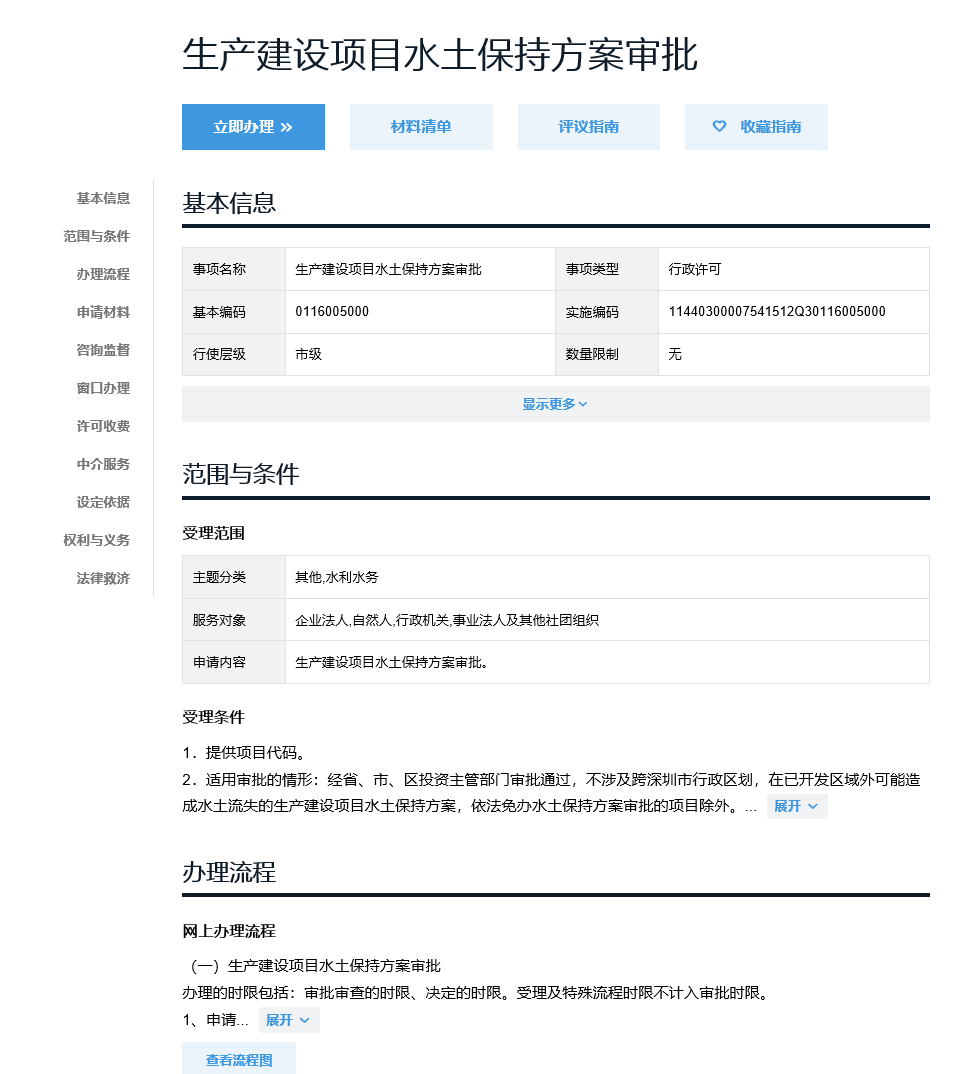 生产建设项目水土保持方案审批
立即办理 »
材料清单
评议指南
收藏指南
基本信息
范围与条件
办理流程
申请材料
咨询监督
窗口办理
许可收费
中介服务
设定依据
权利与义务
法律救济
基本信息
事项名称 生产建设项目水土保持方案审批 事项类型 行政许可
基本编码 0116005000 实施编码 11440300007541512Q30116005000
行使层级 市级 数量限制 无
显示更多
范围与条件
受理范围
主题分类 其他,水利水务
服务对象 企业法人,自然人,行政机关,事业法人及其他社团组织
申请内容 生产建设项目水土保持方案审批。
受理条件
1．提供项目代码。
2．适用审批的情形：经省、市、区投资主管部门审批通过，不涉及跨深圳市行政区划，在已开发区域外可能造
成水土流失的生产建设项目水土保持方案，依法免办水土保持方案审批的项目除外。... 展开
办理流程
网上办理流程
（一）生产建设项目水土保持方案审批
办理的时限包括：审批审查的时限、决定的时限。受理及特殊流程时限不计入审批时限。
1、申请... 展开
查看流程图